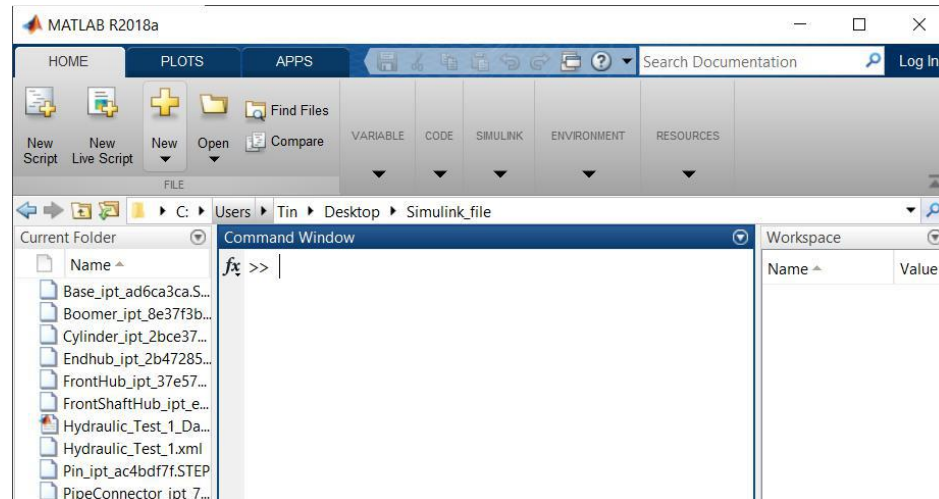 MATLAB R2018a
HOME PLOTS APPS Search Documentation Log In
New Script
New Live Script
New
Open
Find Files
Compare
VARIABLE CODE SIMULINK ENVIRONMENT RESOURCES
FILE
C: Users Tin Desktop Simulink_file
Current Folder
Name
Base_ipt_ad6ca3ca.S...
Boomer_ipt_8e37f3b...
Cylinder_ipt_2bce37...
Endhub_ipt_2b47285...
FrontHub_ipt_37e57...
FrontShaftHub_ipt_e...
Hydraulic_Test_1_Da...
Hydraulic_Test_1.xml
Pin_ipt_ac4bdf7f.STEP
PipeConnector_ipt_7...
Command Window
fx >>
Workspace
Name Value